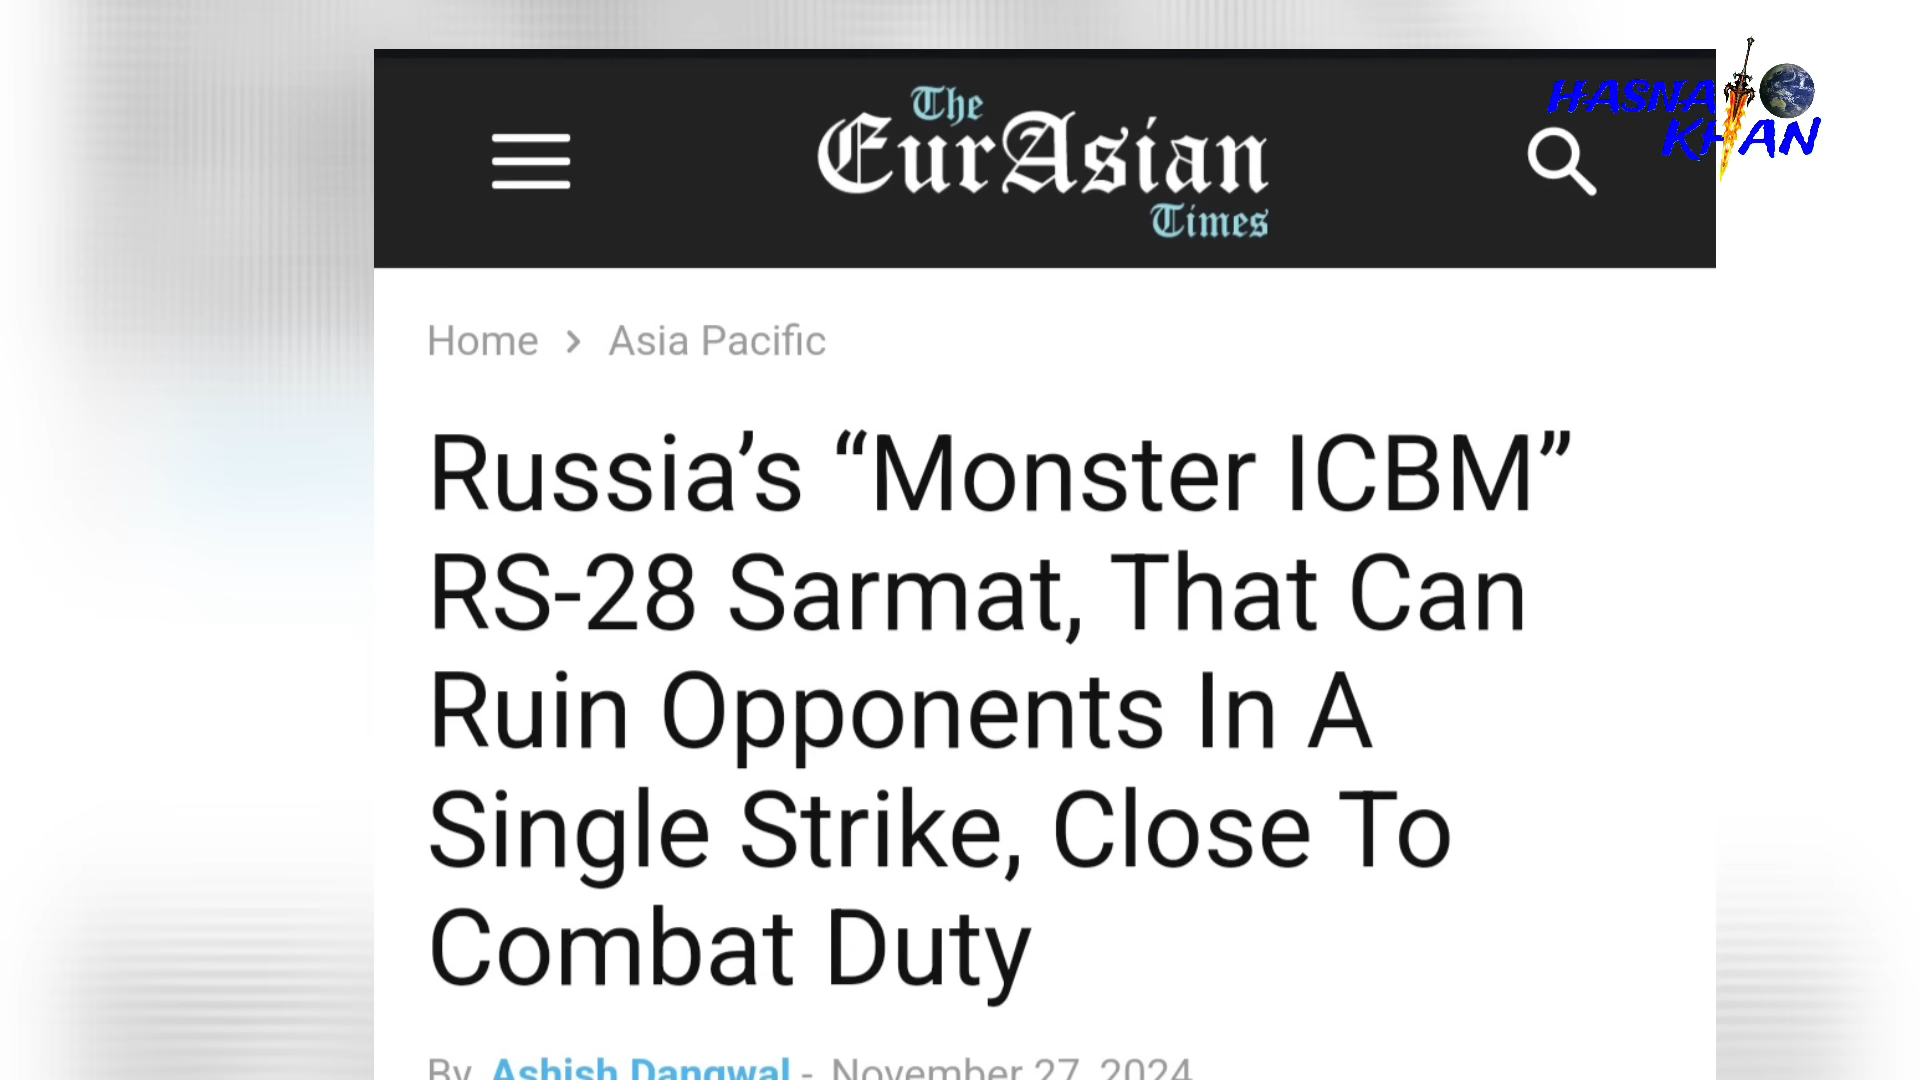 The
EurAsian
Times
HASNA
KHAN
Home > Asia Pacific
Russia’s “Monster ICBM”
RS-28 Sarmat, That Can
Ruin Opponents In A
Single Strike, Close To
Combat Duty
By Ashish Dangwal - November 27, 2024